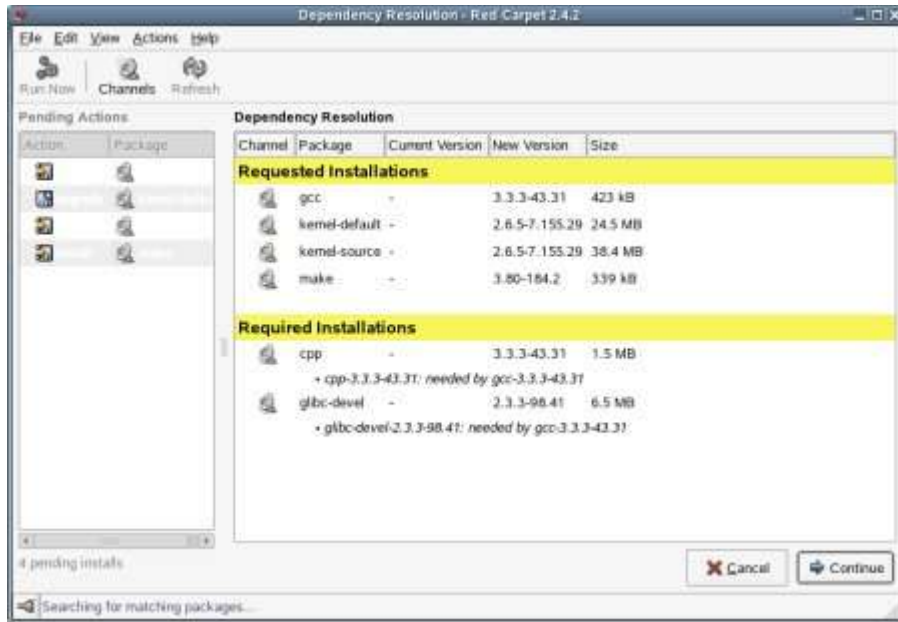 Dependency Resolution - Red Carpet 2.4.2
File Edit View Actions Help
Run Now Channels Refresh
Pending Actions
Action Package
4 pending installs
Dependency Resolution
Channel Package Current Version New Version Size
Requested Installations
gcc - 3.3.3-43.31 423 kB
kernel-default - 2.6.5-7.155.29 24.5 MB
kernel-source - 2.6.5-7.155.29 38.4 MB
make - 3.80-184.2 339 kB
Required Installations
cpp - 3.3.3-43.31 1.5 MB
• cpp-3.3.3-43.31: needed by gcc-3.3.3-43.31
glibc-devel - 2.3.3-98.41 6.5 MB
• glibc-devel-2.3.3-98.41: needed by gcc-3.3.3-43.31
Cancel Continue
Searching for matching packages...